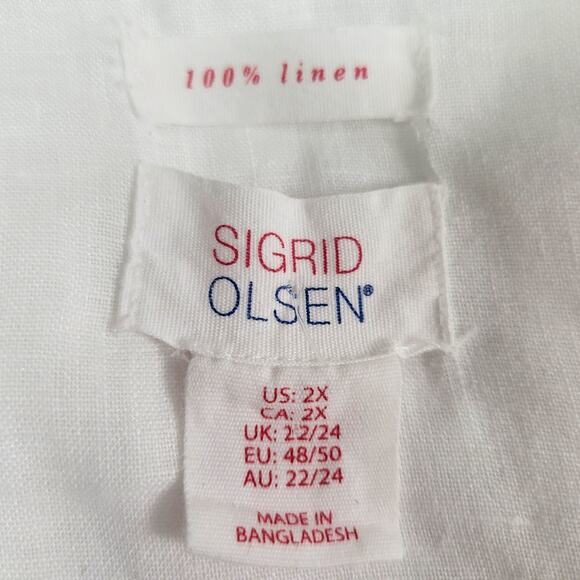 100% linen
SIGRID
OLSEN®
US: 2X
CA: 2X
UK: 22/24
EU: 48/50
AU: 22/24
MADE IN
BANGLADESH